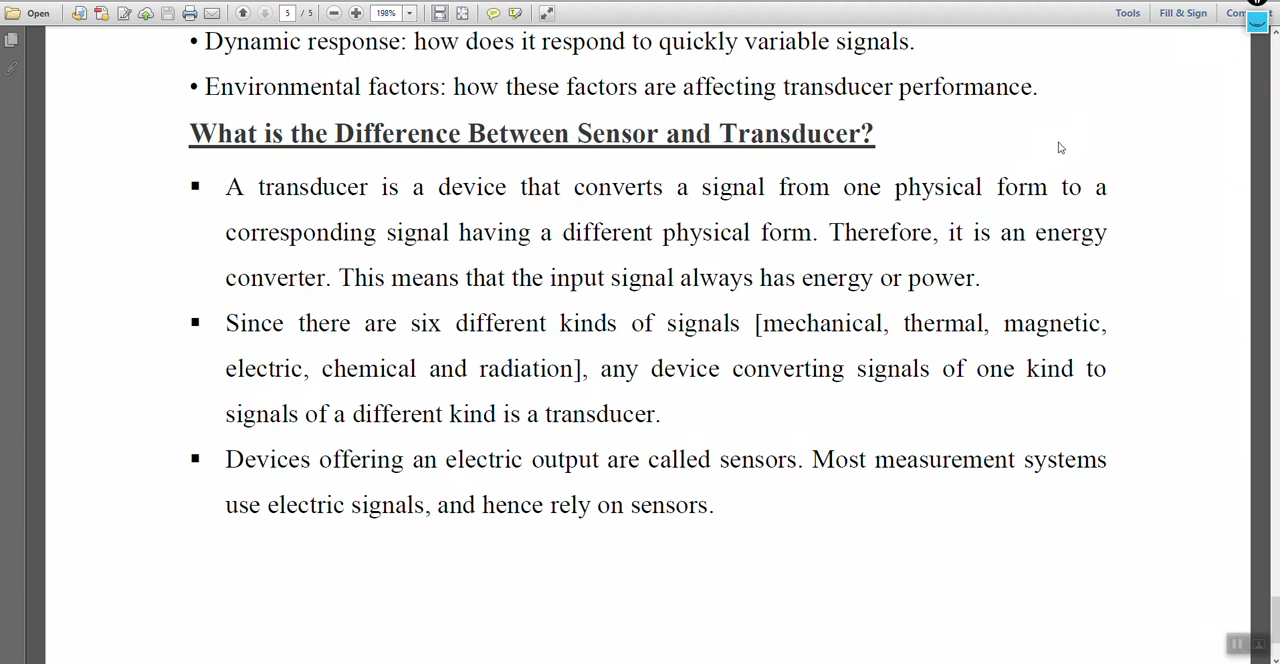 Open
5 / 5
198%
Tools Fill & Sign
• Dynamic response: how does it respond to quickly variable signals.
• Environmental factors: how these factors are affecting transducer performance.
What is the Difference Between Sensor and Transducer?
▪ A transducer is a device that converts a signal from one physical form to a
corresponding signal having a different physical form. Therefore, it is an energy
converter. This means that the input signal always has energy or power.
▪ Since there are six different kinds of signals [mechanical, thermal, magnetic,
electric, chemical and radiation], any device converting signals of one kind to
signals of a different kind is a transducer.
▪ Devices offering an electric output are called sensors. Most measurement systems
use electric signals, and hence rely on sensors.